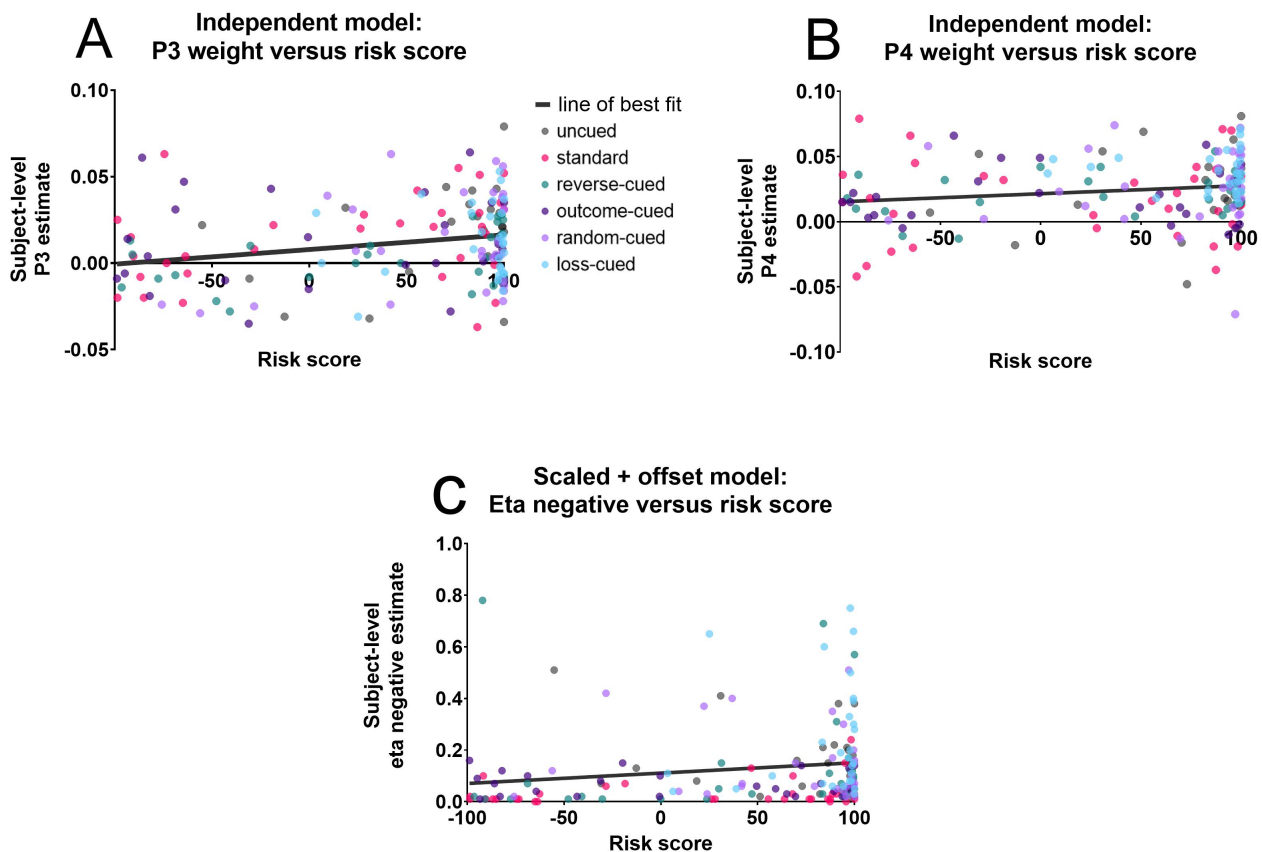 A
Independent model:
P3 weight versus risk score
0.10
0.05
0.00
-0.05
-50
0
50
100
Subject-level
P3 estimate
Risk score
line of best fit
uncued
standard
reverse-cued
outcome-cued
random-cued
loss-cued
B
Independent model:
P4 weight versus risk score
0.10
0.05
0.00
-0.05
-0.10
-50
0
50
100
Subject-level
P4 estimate
Risk score
C
Scaled + offset model:
Eta negative versus risk score
1.0
0.8
0.6
0.4
0.2
0.0
-100
-50
0
50
100
Subject-level
eta negative estimate
Risk score